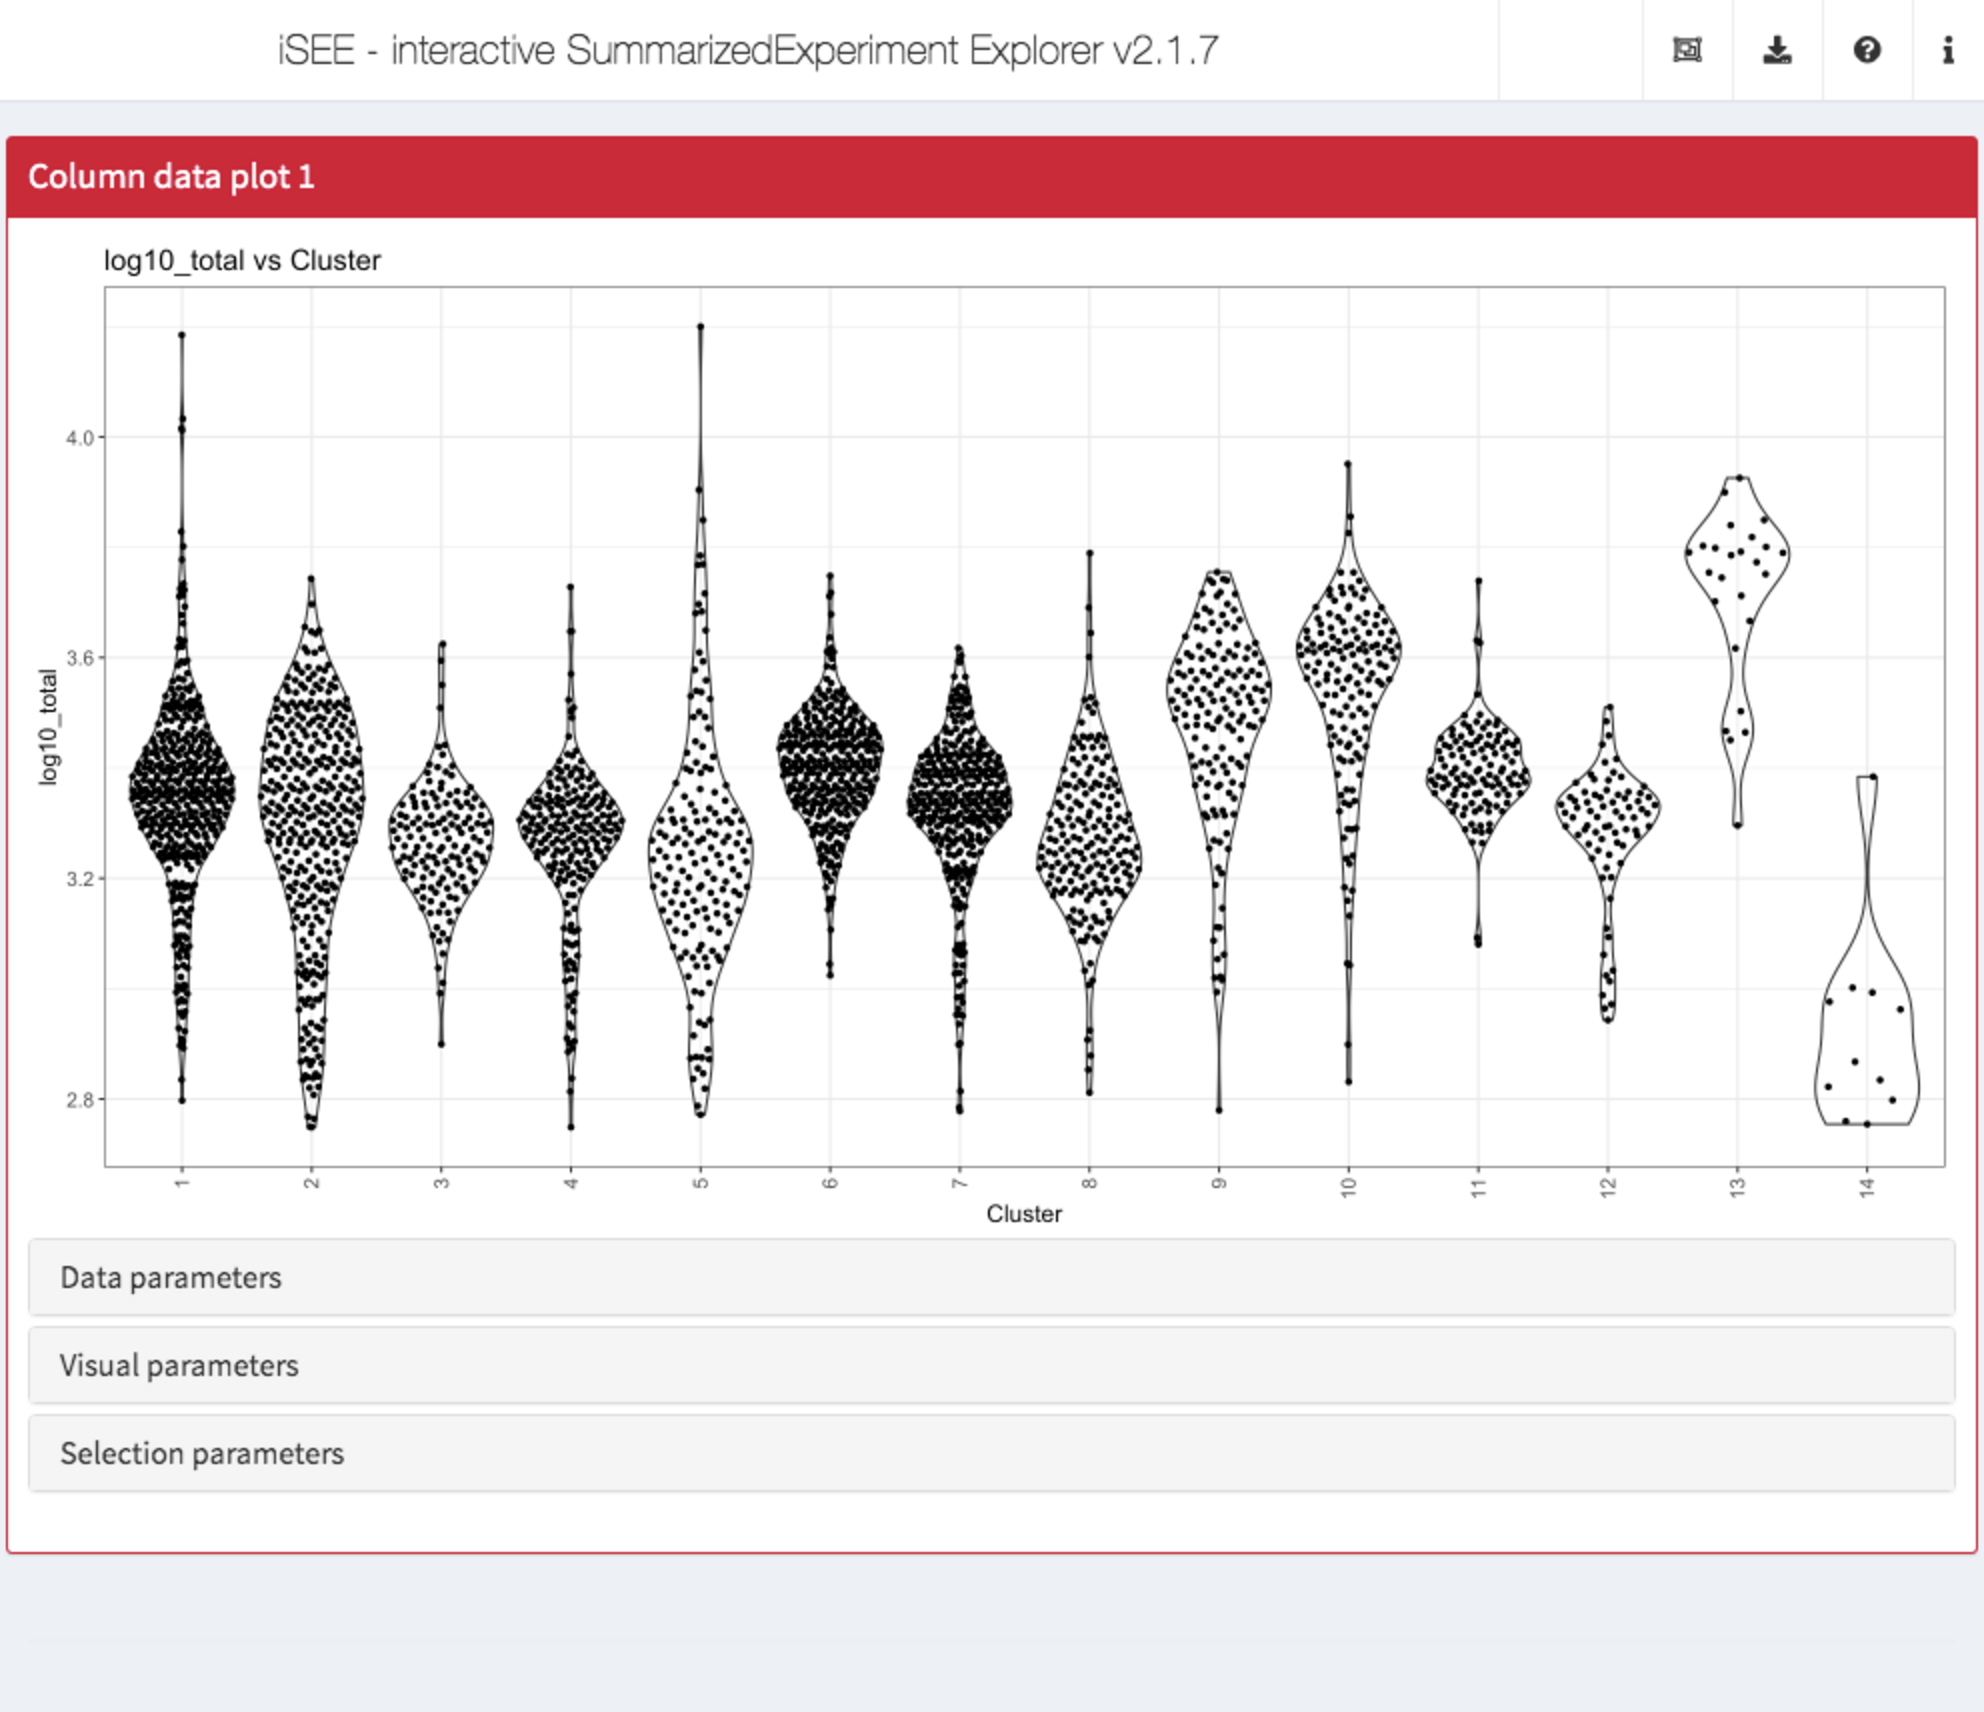 iSEE - interactive SummarizedExperiment Explorer v2.1.7
Column data plot 1
log10_total vs Cluster
log10_total
4.0
3.6
3.2
2.8
1 2 3 4 5 6 7 8 9 10 11 12 13 14
Cluster
Data parameters
Visual parameters
Selection parameters